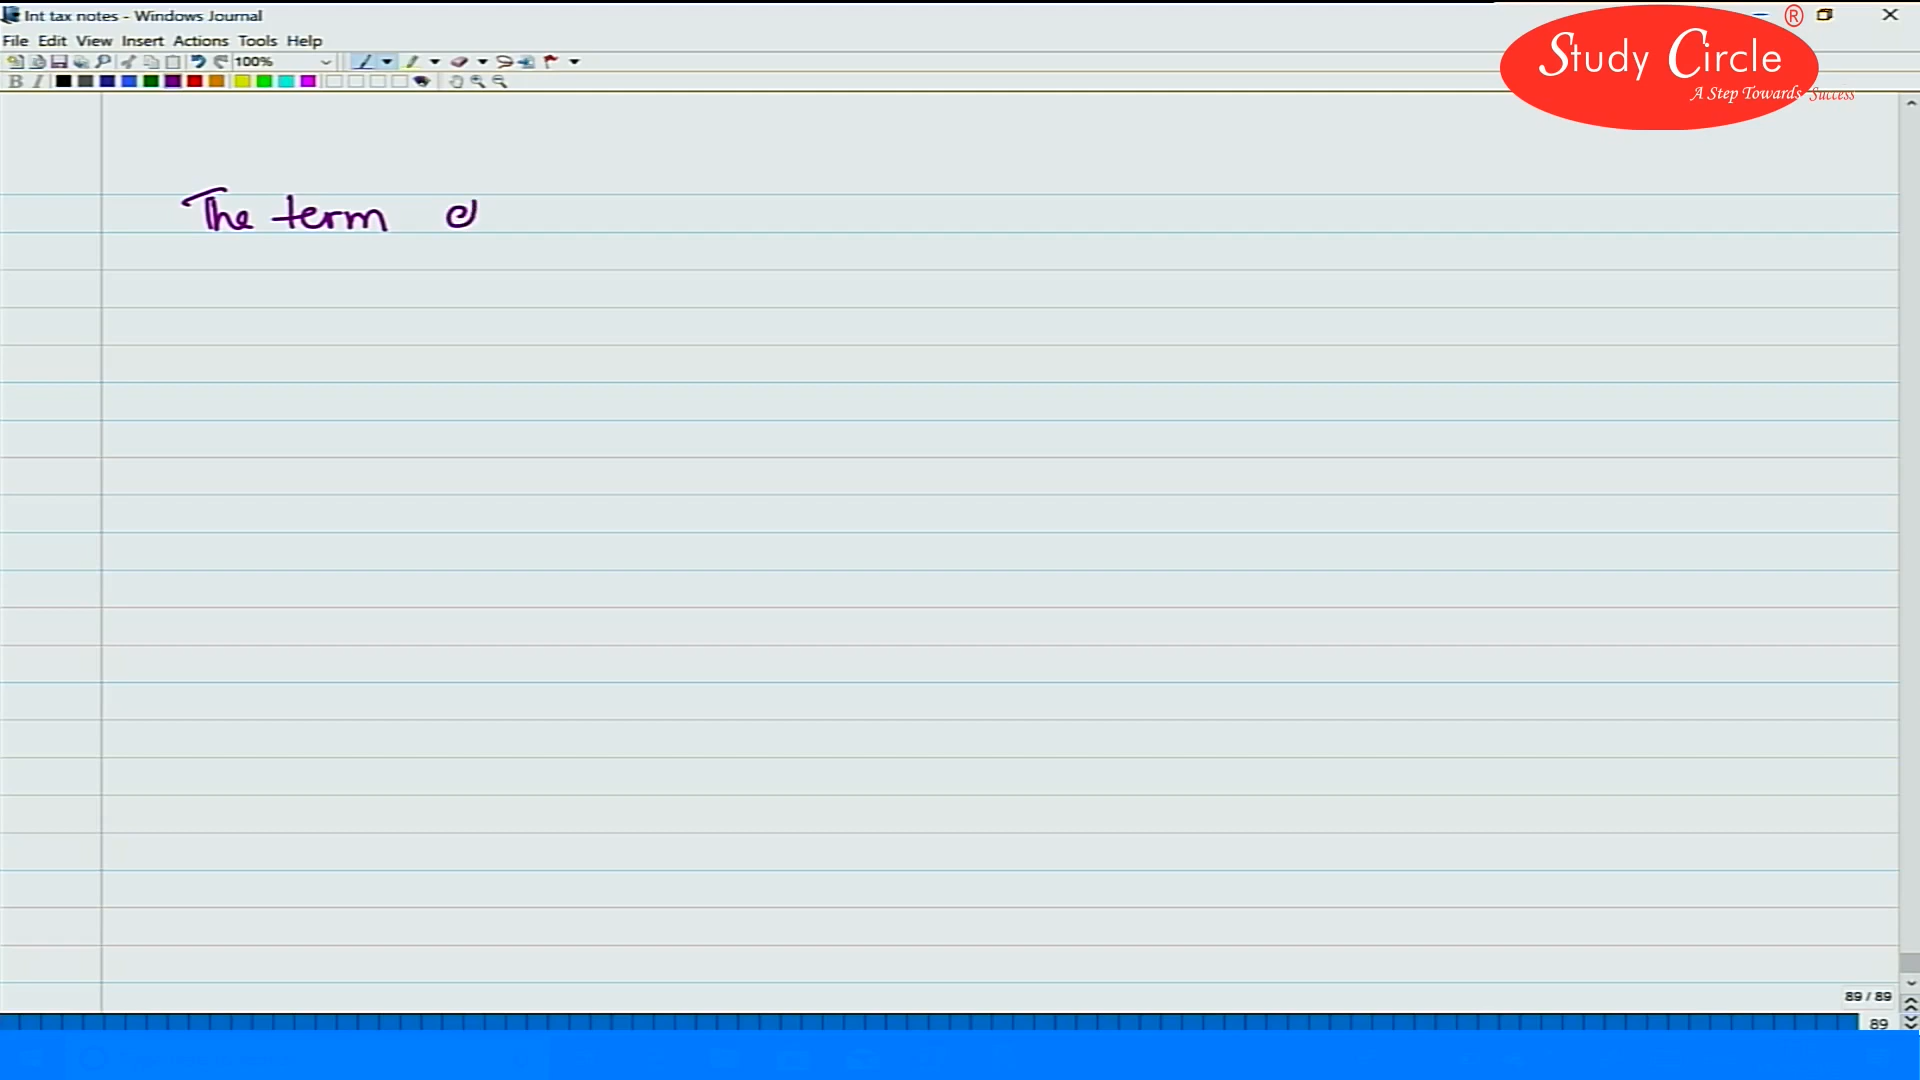 Int tax notes - Windows Journal
File Edit View Insert Actions Tools Help
100%
B I
®
Study Circle
A Step Towards Success
The term
89 / 89
89